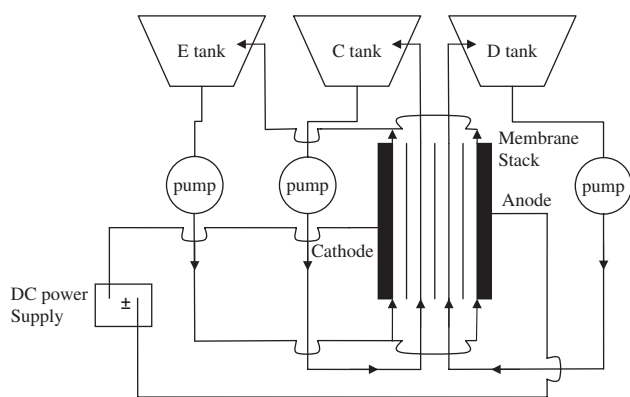 E tank
C tank
D tank
Membrane
Stack
pump
pump
pump
Anode
Cathode
DC power
Supply
±